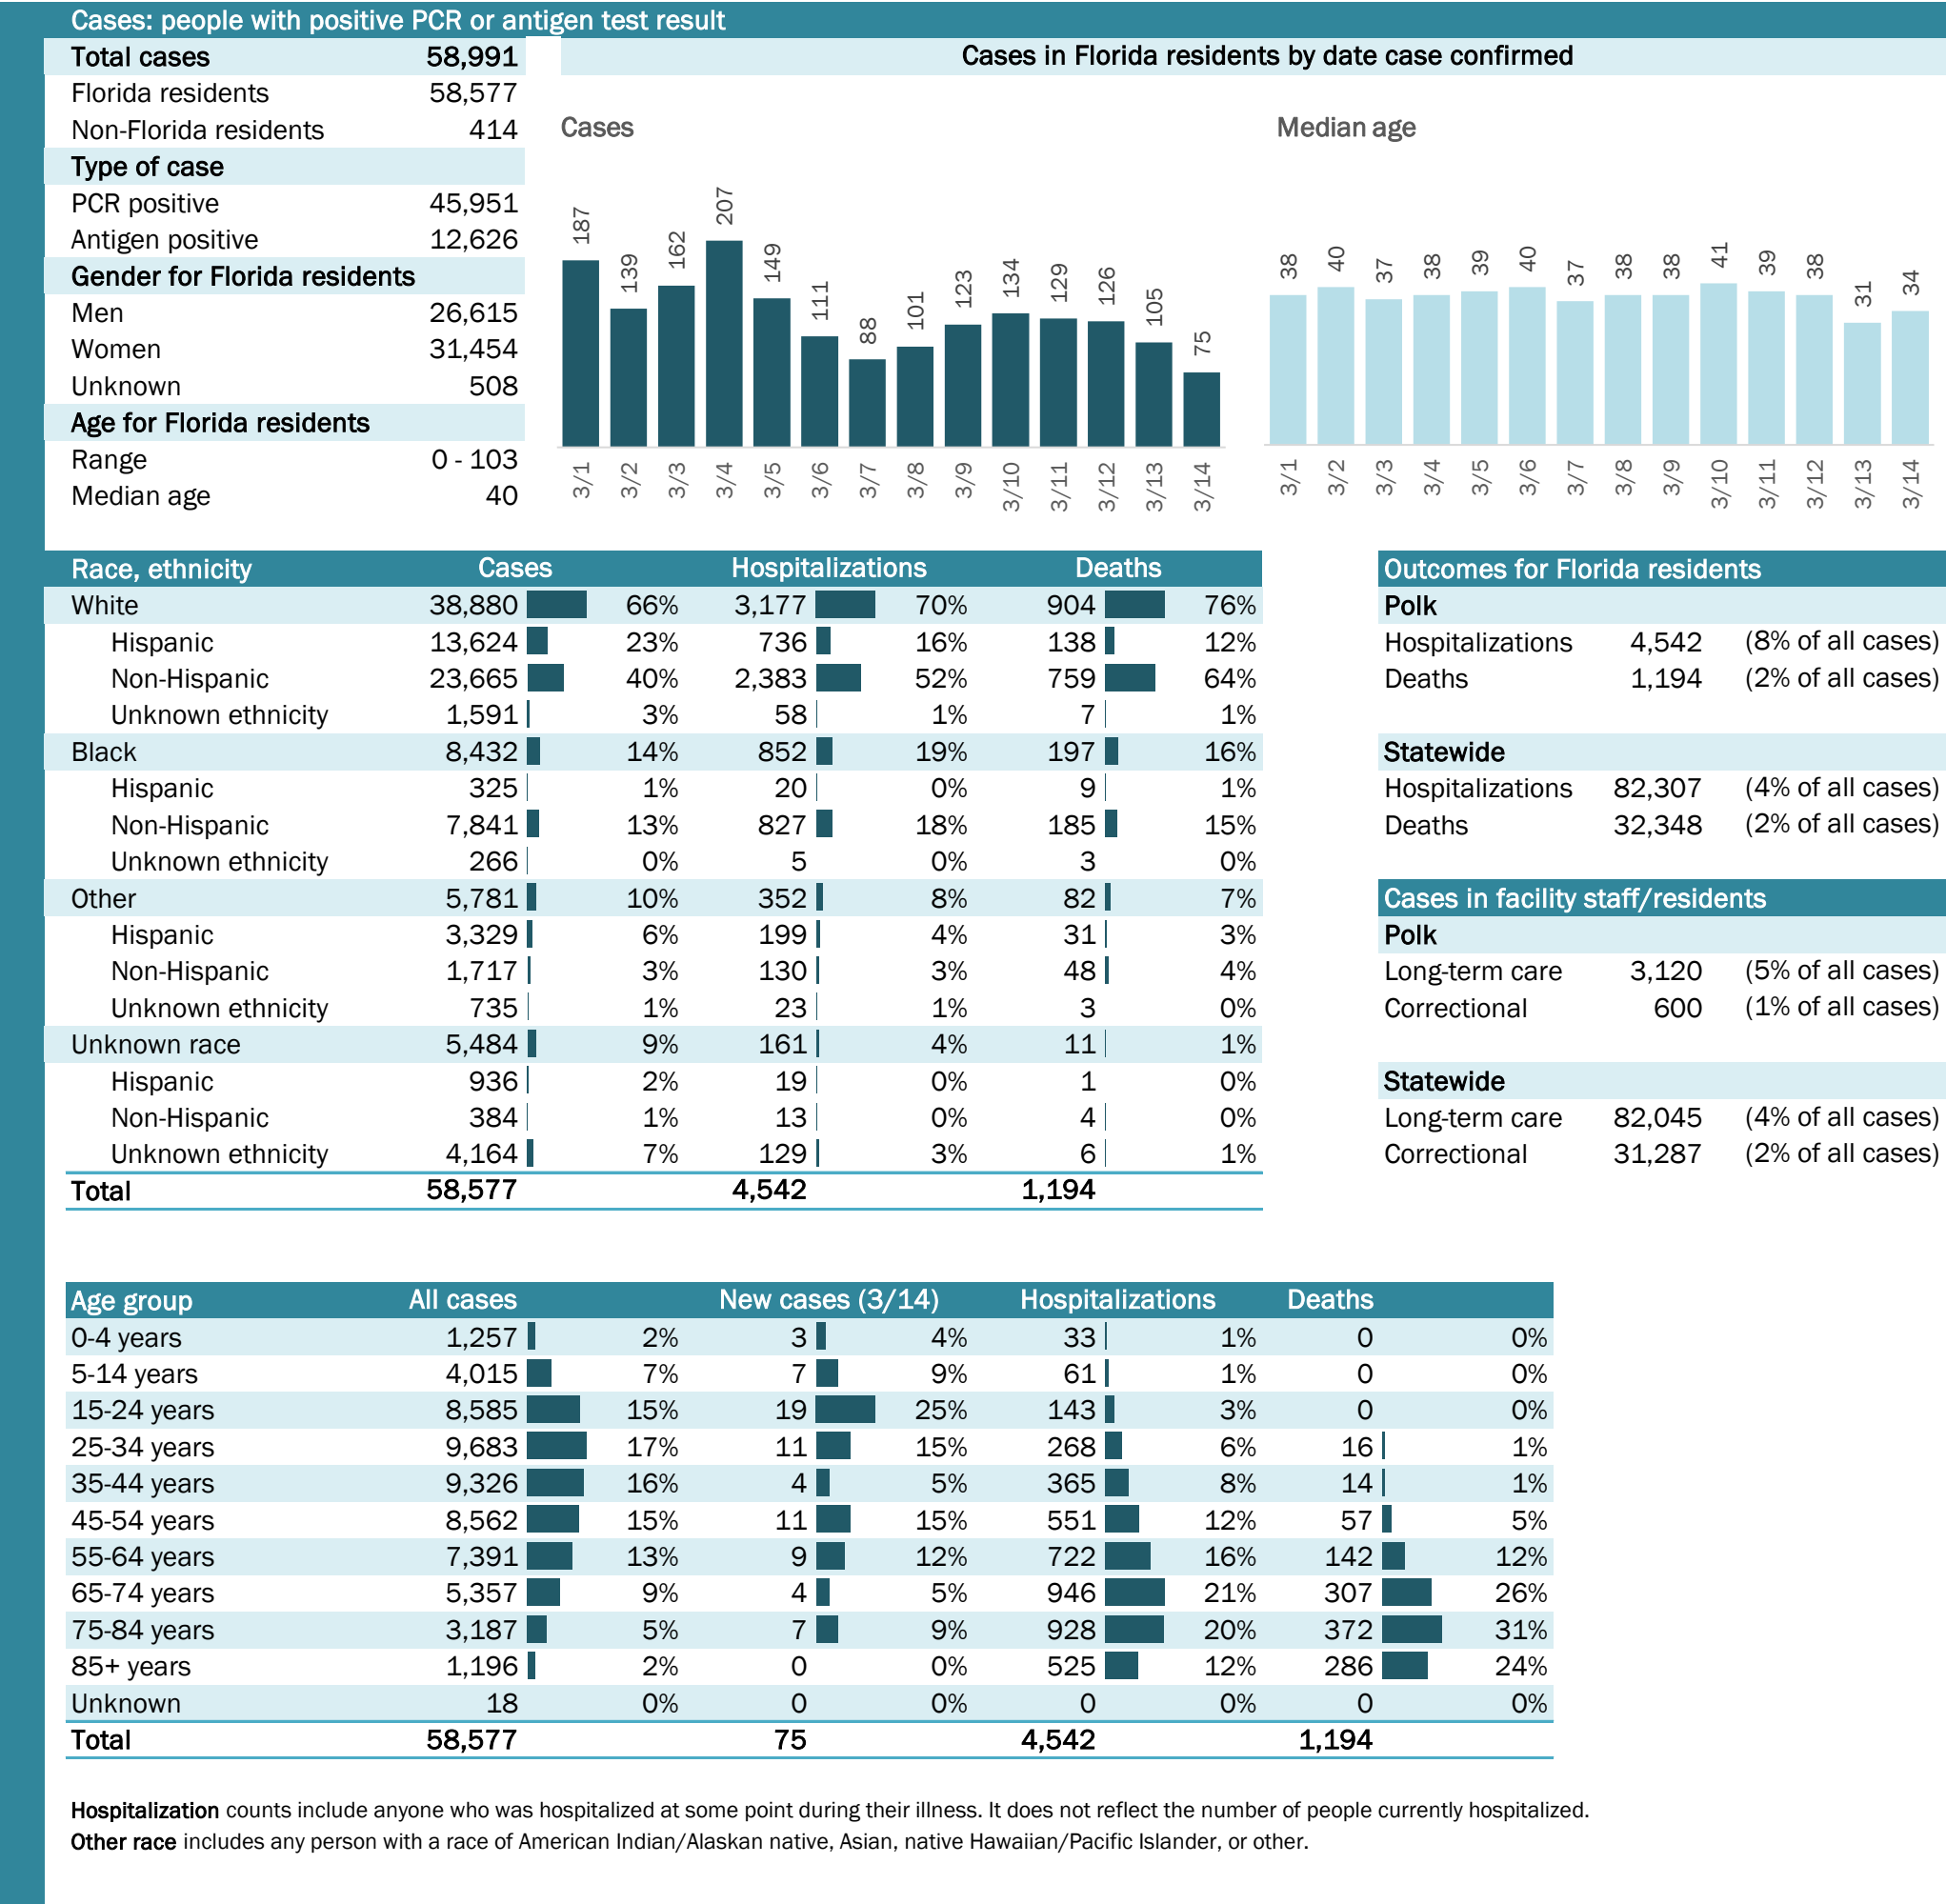 Cases: people with positive PCR or antigen test result
Total cases 58,991
Florida residents 58,577
Non-Florida residents 414
Type of case
PCR positive 45,951
Antigen positive 12,626
Gender for Florida residents
Men 26,615
Women 31,454
Unknown 508
Age for Florida residents
Range 0 - 103
Median age 40
Cases in Florida residents by date case confirmed
Cases
187 139 162 207 149 111 88 101 123 134 129 126 105 75
3/1 3/2 3/3 3/4 3/5 3/6 3/7 3/8 3/9 3/10 3/11 3/12 3/13 3/14
Median age
38 40 37 38 39 40 37 38 38 41 39 38 31 34
3/1 3/2 3/3 3/4 3/5 3/6 3/7 3/8 3/9 3/10 3/11 3/12 3/13 3/14
Race, ethnicity Cases Hospitalizations Deaths
White 38,880 66% 3,177 70% 904 76%
Hispanic 13,624 23% 736 16% 138 12%
Non-Hispanic 23,665 40% 2,383 52% 759 64%
Unknown ethnicity 1,591 3% 58 1% 7 1%
Black 8,432 14% 852 19% 197 16%
Hispanic 325 1% 20 0% 9 1%
Non-Hispanic 7,841 13% 827 18% 185 15%
Unknown ethnicity 266 0% 5 0% 3 0%
Other 5,781 10% 352 8% 82 7%
Hispanic 3,329 6% 199 4% 31 3%
Non-Hispanic 1,717 3% 130 3% 48 4%
Unknown ethnicity 735 1% 23 1% 3 0%
Unknown race 5,484 9% 161 4% 11 1%
Hispanic 936 2% 19 0% 1 0%
Non-Hispanic 384 1% 13 0% 4 0%
Unknown ethnicity 4,164 7% 129 3% 6 1%
Total 58,577 4,542 1,194
Outcomes for Florida residents
Polk
Hospitalizations 4,542 (8% of all cases)
Deaths 1,194 (2% of all cases)
Statewide
Hospitalizations 82,307 (4% of all cases)
Deaths 32,348 (2% of all cases)
Cases in facility staff/residents
Polk
Long-term care 3,120 (5% of all cases)
Correctional 600 (1% of all cases)
Statewide
Long-term care 82,045 (4% of all cases)
Correctional 31,287 (2% of all cases)
Age group All cases New cases (3/14) Hospitalizations Deaths
0-4 years 1,257 2% 3 4% 33 1% 0 0%
5-14 years 4,015 7% 7 9% 61 1% 0 0%
15-24 years 8,585 15% 19 25% 143 3% 0 0%
25-34 years 9,683 17% 11 15% 268 6% 16 1%
35-44 years 9,326 16% 4 5% 365 8% 14 1%
45-54 years 8,562 15% 11 15% 551 12% 57 5%
55-64 years 7,391 13% 9 12% 722 16% 142 12%
65-74 years 5,357 9% 4 5% 946 21% 307 26%
75-84 years 3,187 5% 7 9% 928 20% 372 31%
85+ years 1,196 2% 0 0% 525 12% 286 24%
Unknown 18 0% 0 0% 0 0% 0 0%
Total 58,577 75 4,542 1,194
Hospitalization counts include anyone who was hospitalized at some point during their illness. It does not reflect the number of people currently hospitalized.
Other race includes any person with a race of American Indian/Alaskan native, Asian, native Hawaiian/Pacific Islander, or other.